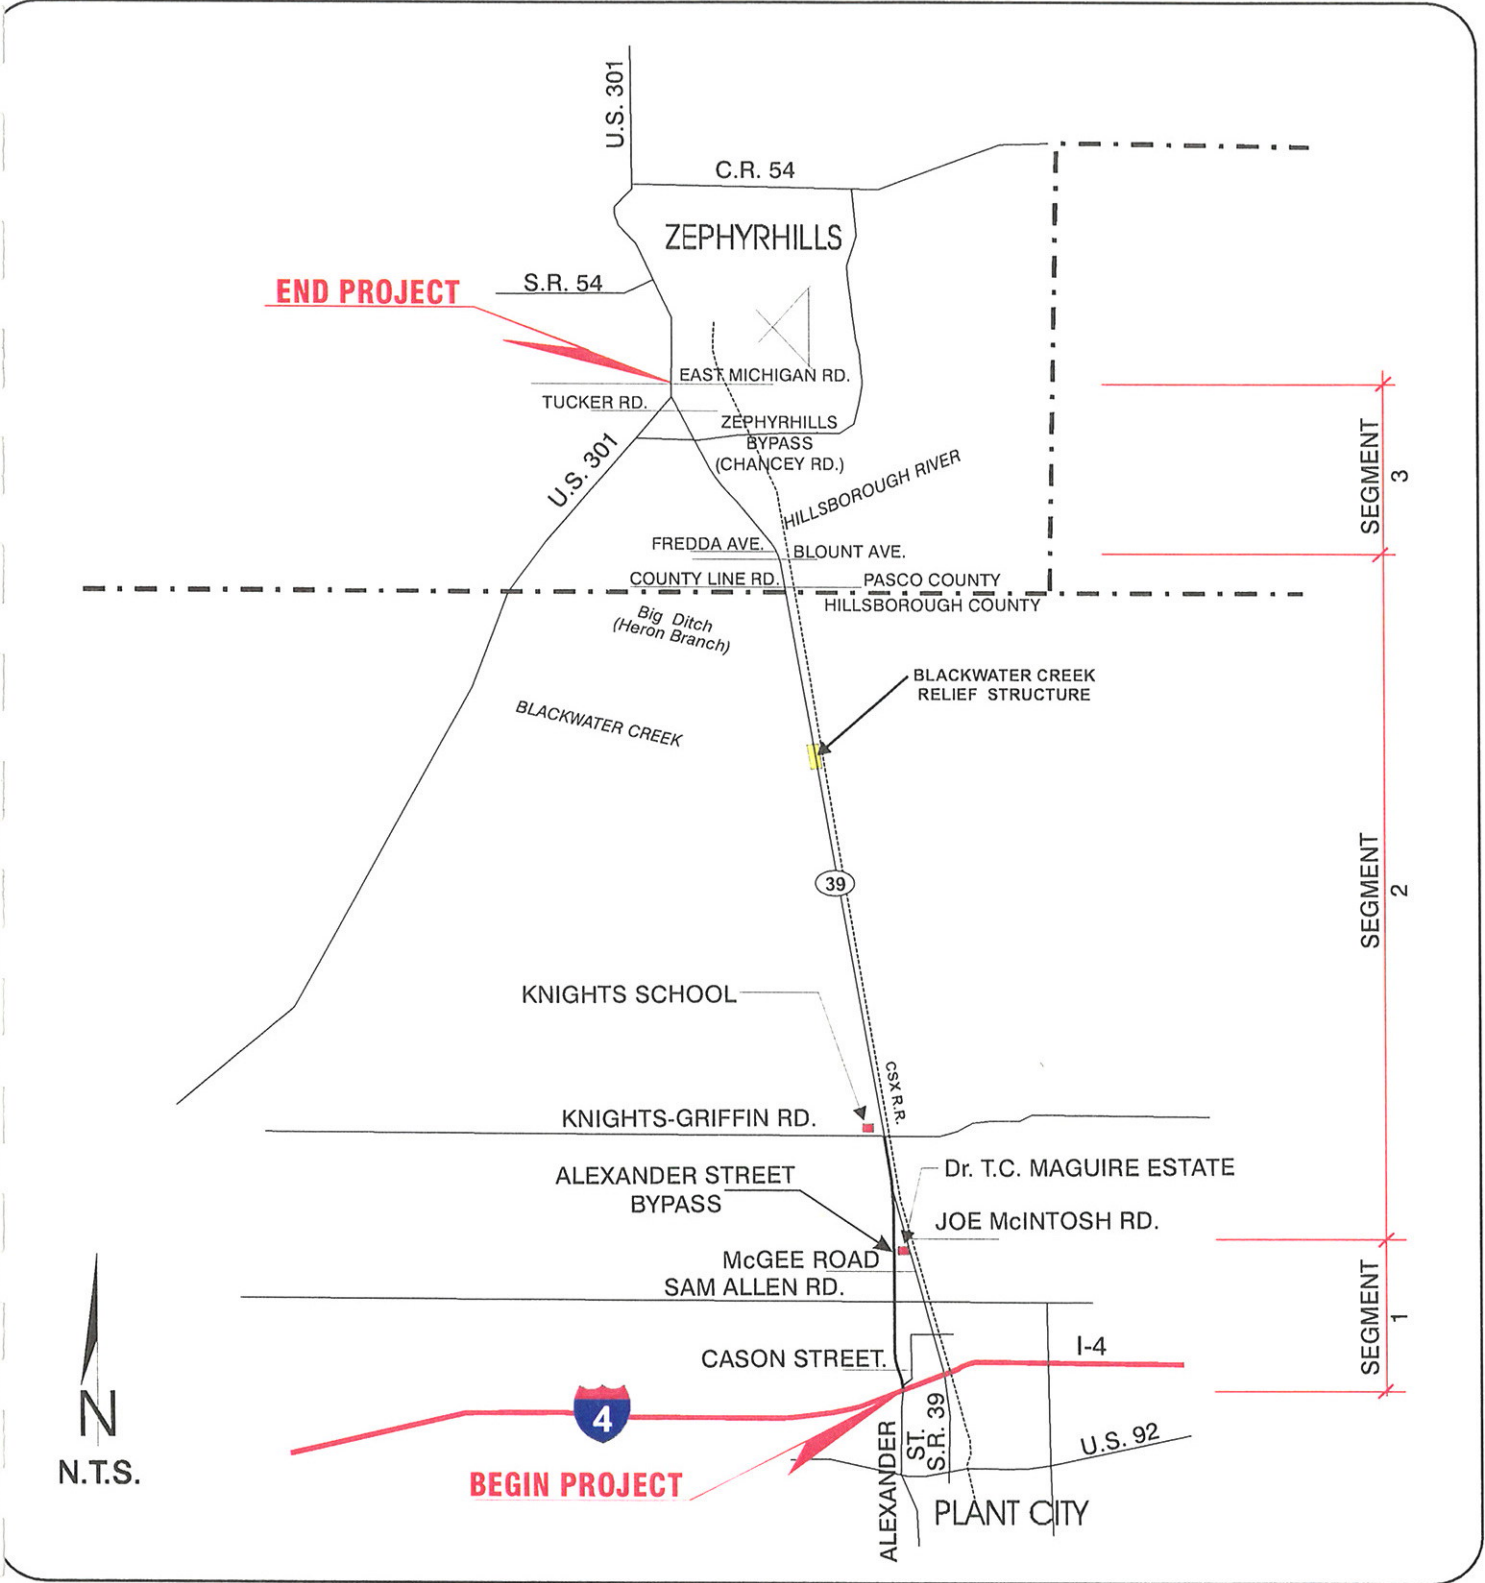 U.S. 301
C.R. 54
ZEPHYRHILLS
S.R. 54
END PROJECT
EAST MICHIGAN RD.
TUCKER RD.
ZEPHYRHILLS
BYPASS
(CHANCEY RD.)
U.S. 301
HILLSBOROUGH RIVER
SEGMENT
3
FREDDA AVE.
BLOUNT AVE.
COUNTY LINE RD.
PASCO COUNTY
HILLSBOROUGH COUNTY
Big Ditch
(Heron Branch)
BLACKWATER CREEK
RELIEF STRUCTURE
BLACKWATER CREEK
39
SEGMENT
2
KNIGHTS SCHOOL
CSX R.R.
KNIGHTS-GRIFFIN RD.
ALEXANDER STREET
BYPASS
Dr. T.C. MAGUIRE ESTATE
JOE McINTOSH RD.
McGEE ROAD
SAM ALLEN RD.
SEGMENT
1
CASON STREET.
I-4
4
N
N.T.S.
BEGIN PROJECT
ALEXANDER
ST.
S.R. 39
U.S. 92
PLANT CITY